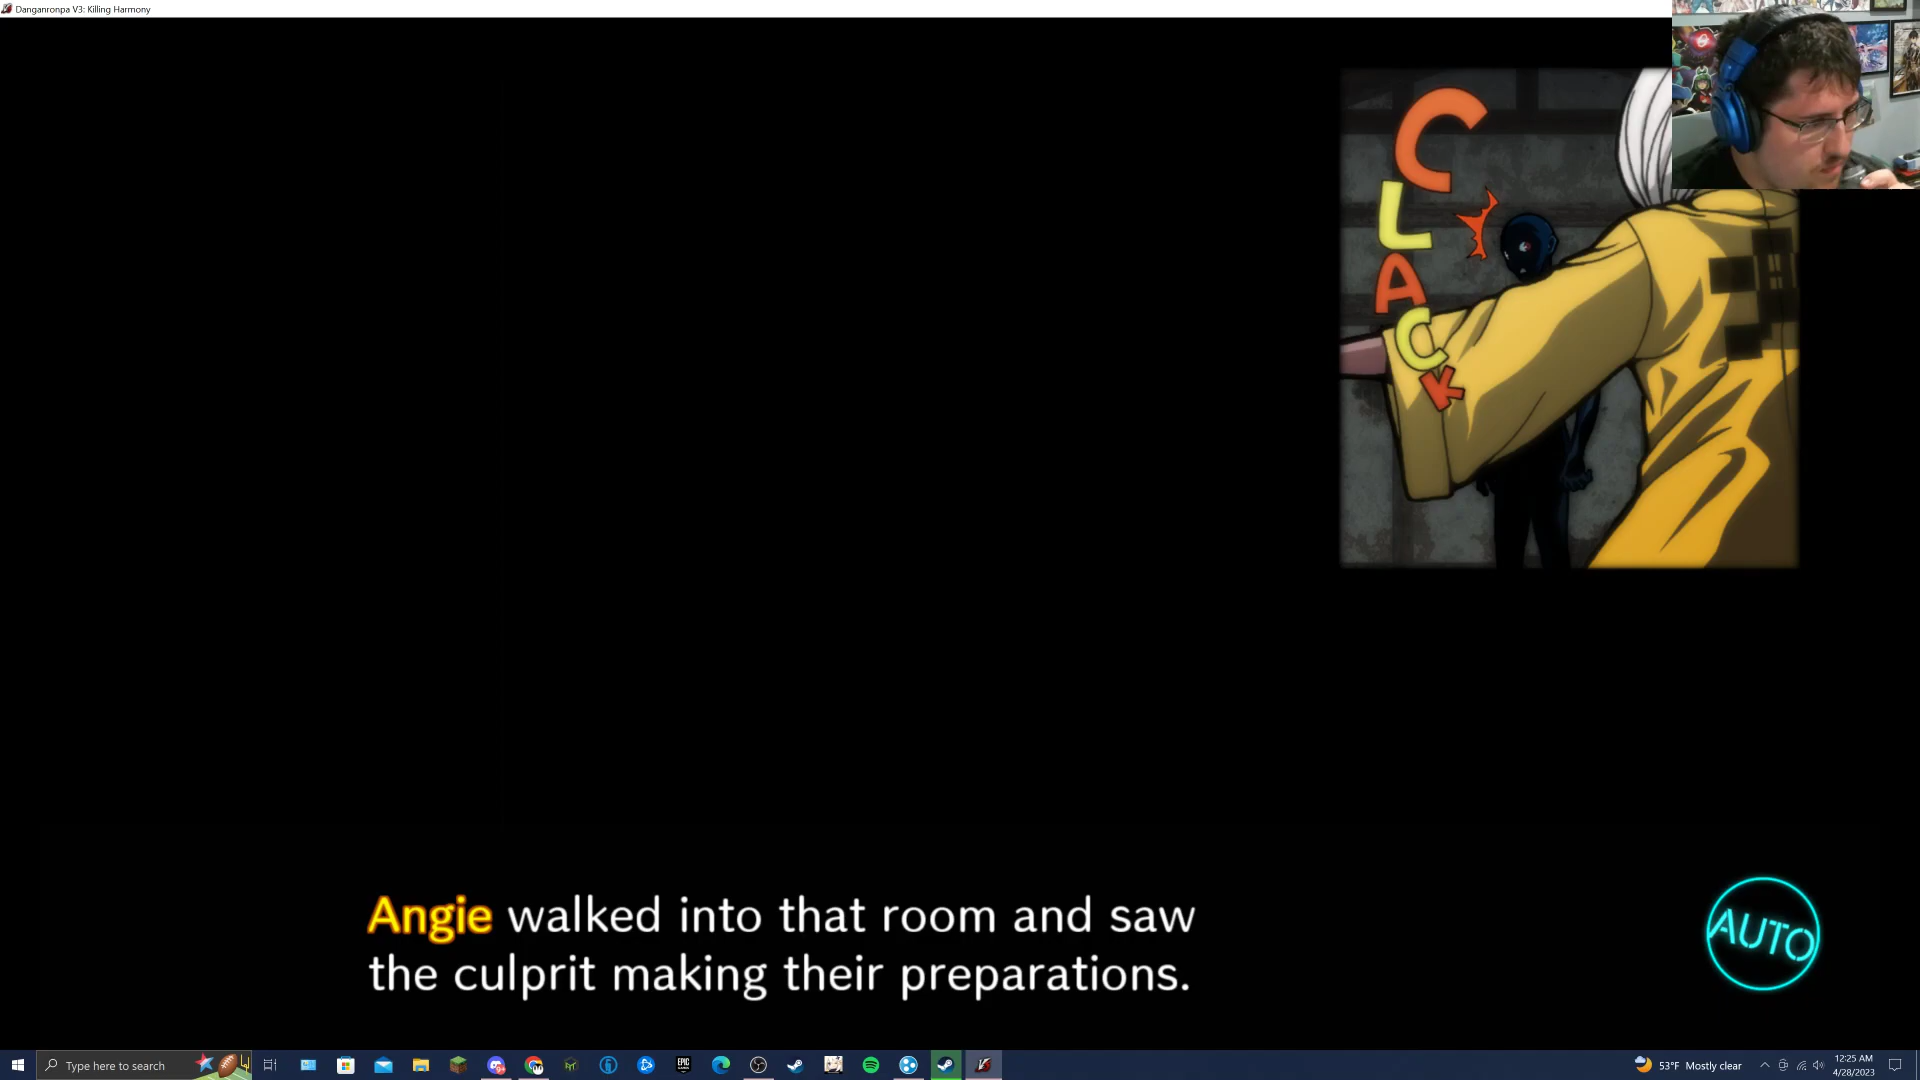 Danganronpa V3: Killing Harmony
CLACK
Angie walked into that room and saw
the culprit making their preparations.
AUTO
Type here to search
EPIC
53°F Mostly clear
12:25 AM
4/28/2023